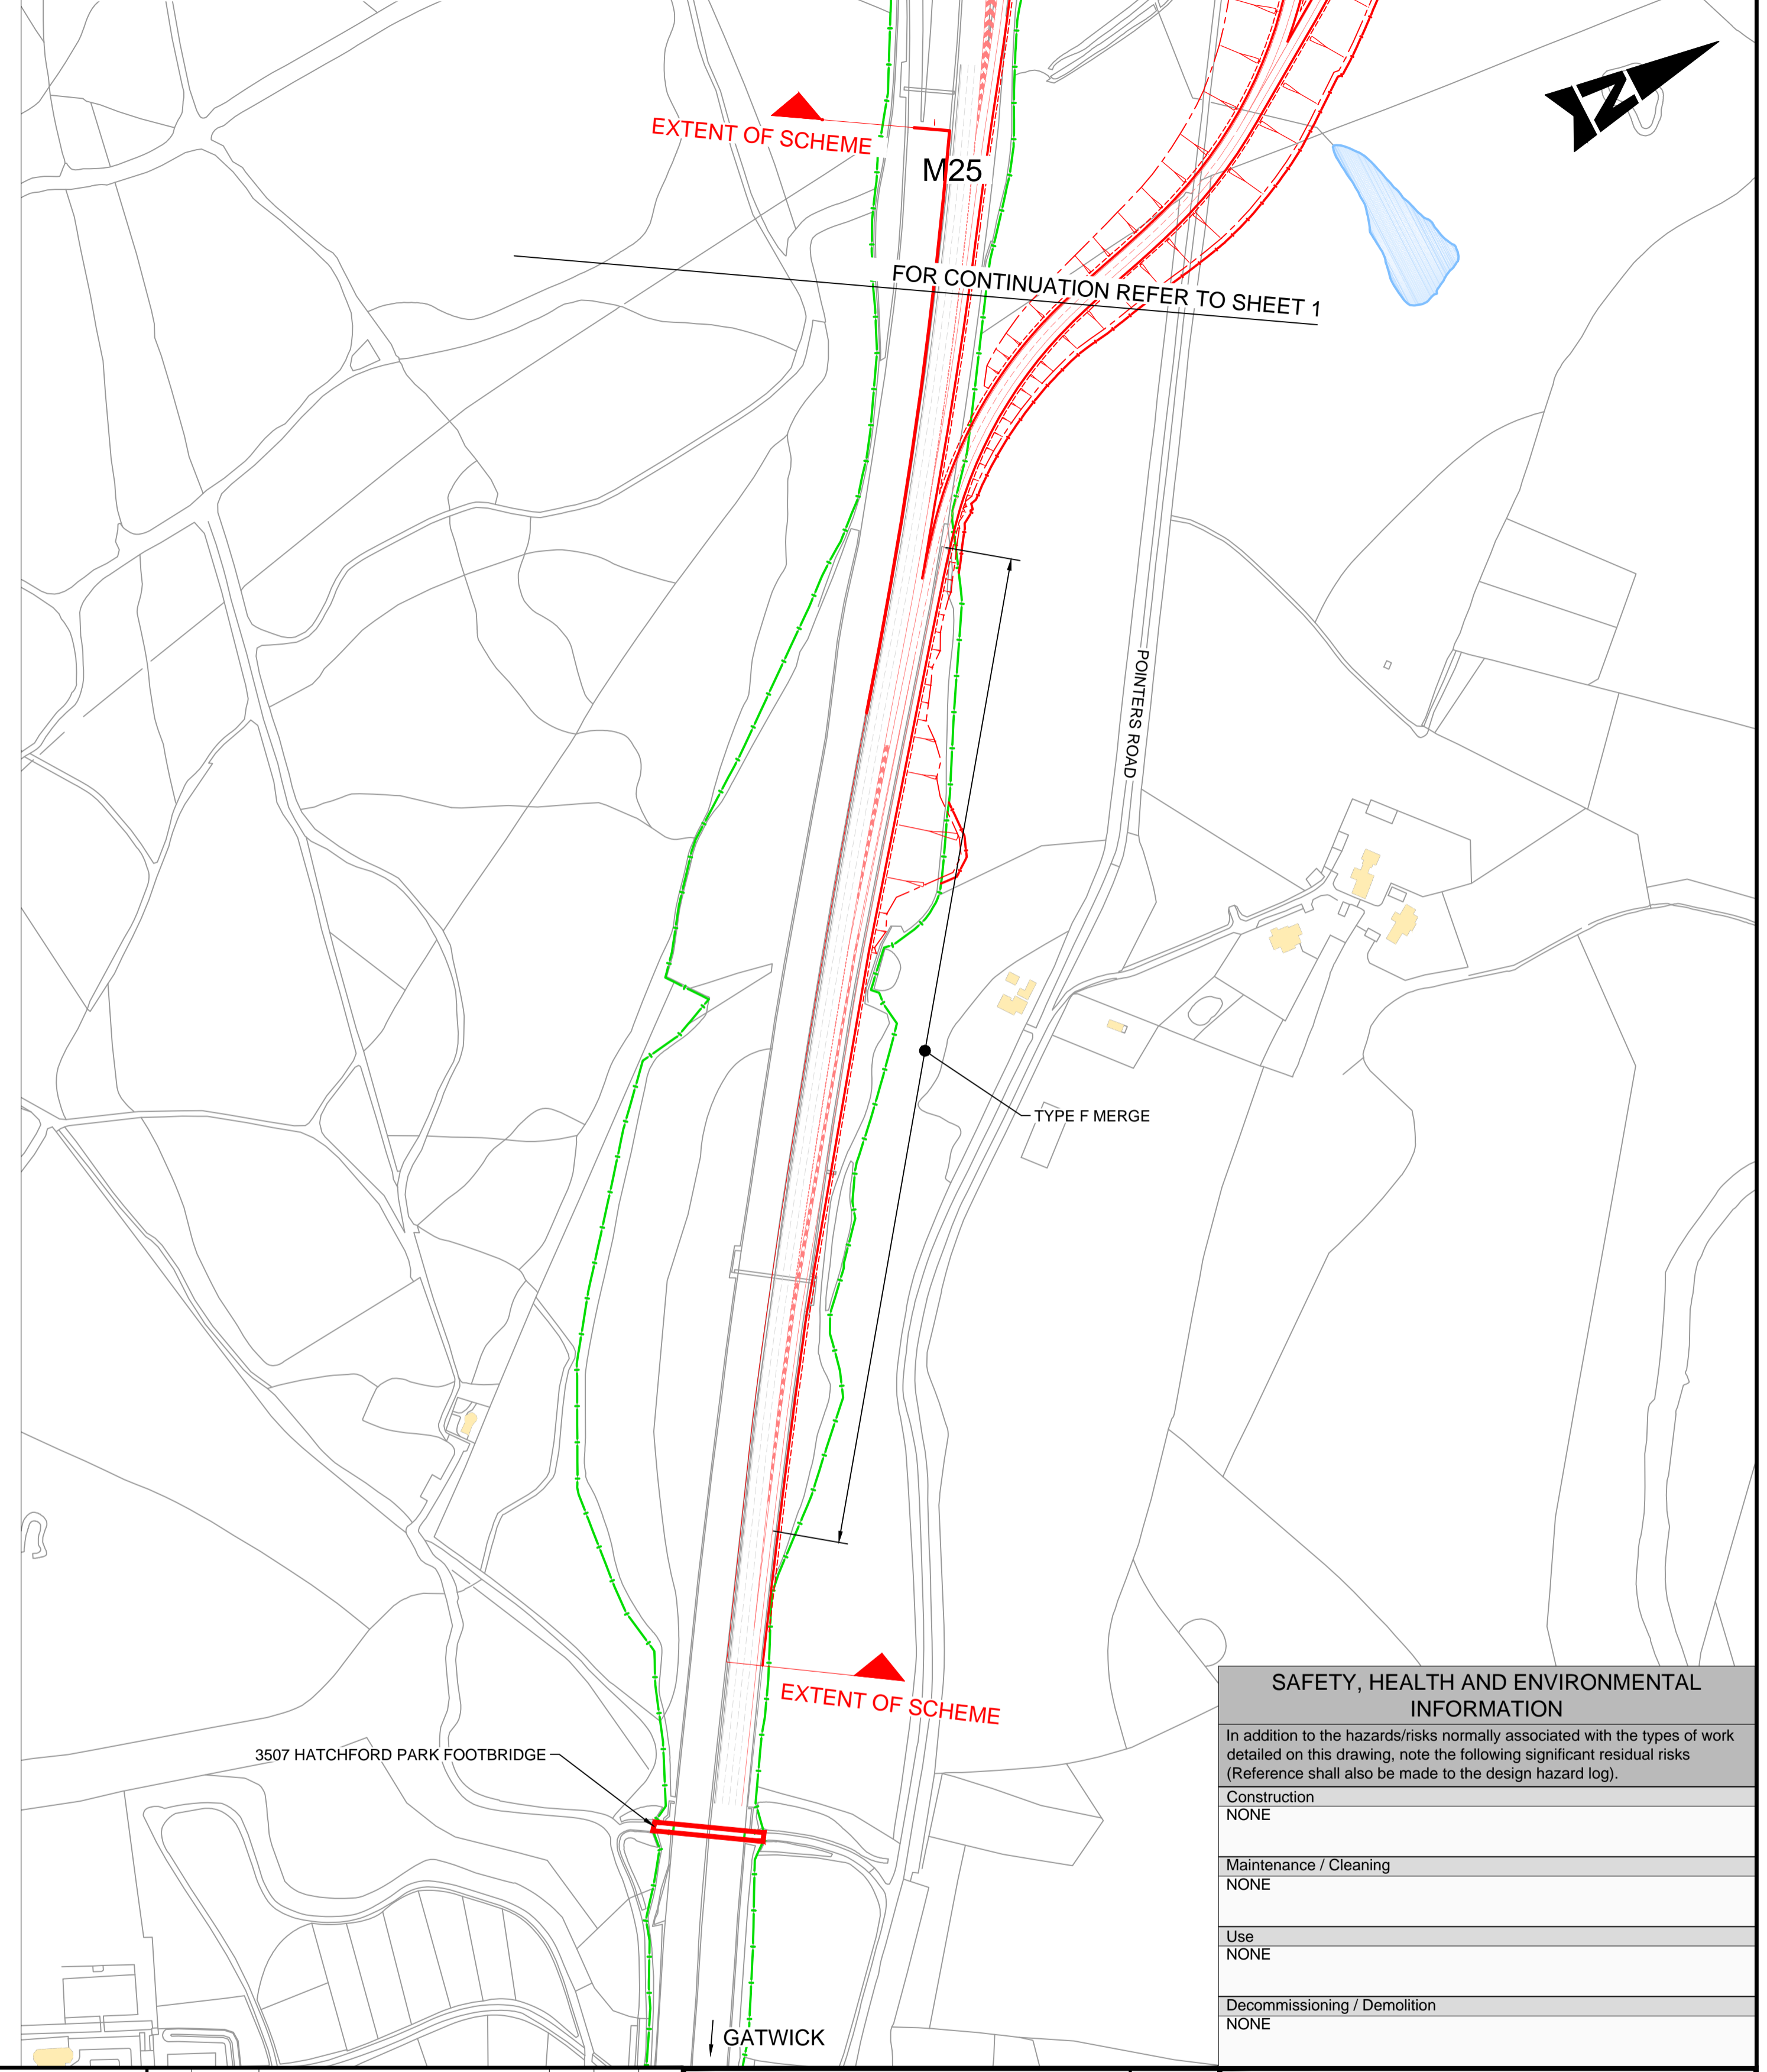 N
EXTENT OF SCHEME
M25
FOR CONTINUATION REFER TO SHEET 1
POINTERS ROAD
TYPE F MERGE
EXTENT OF SCHEME
3507 HATCHFORD PARK FOOTBRIDGE
GATWICK
SAFETY, HEALTH AND ENVIRONMENTAL
INFORMATION
In addition to the hazards/risks normally associated with the types of work
detailed on this drawing, note the following significant residual risks
(Reference shall also be made to the design hazard log).
Construction
NONE
Maintenance / Cleaning
NONE
Use
NONE
Decommissioning / Demolition
NONE